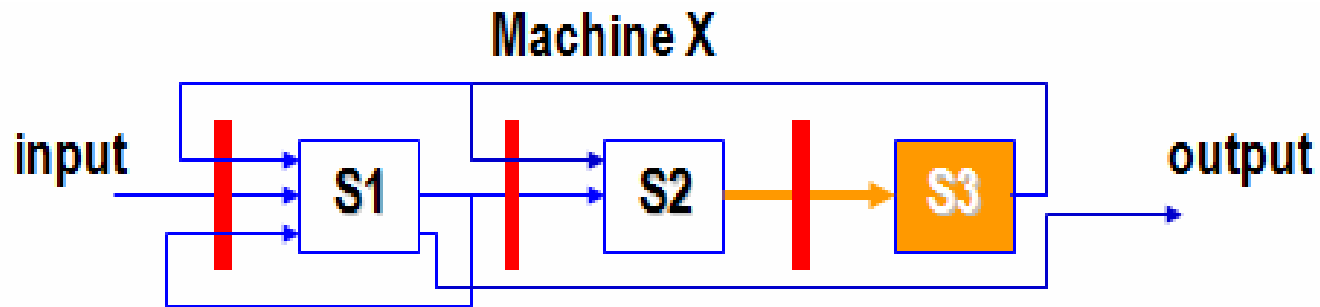 Machine X
input
S1
S2
S3
output